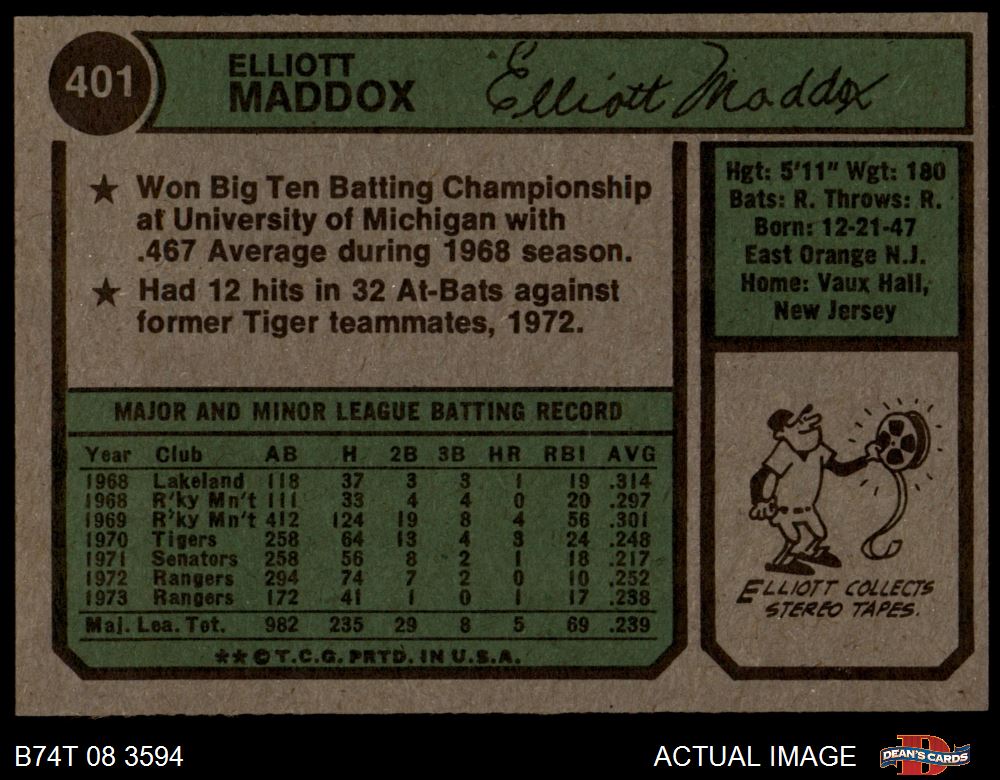 401
ELLIOTT
MADDOX
Elliott Maddox
★ Won Big Ten Batting Championship
at University of Michigan with
.467 Average during 1968 season.
★ Had 12 hits in 32 At-Bats against
former Tiger teammates, 1972.
Hgt: 5'11" Wgt: 180
Bats: R. Throws: R.
Born: 12-21-47
East Orange N.J.
Home: Vaux Hall,
New Jersey
MAJOR AND MINOR LEAGUE BATTING RECORD
Year Club AB H 2B 3B HR RBI AVG
1968 Lakeland 118 37 3 3 1 19 .314
1968 R'ky Mn't 111 33 4 4 0 20 .297
1969 R'ky Mn't 412 124 19 8 4 56 .301
1970 Tigers 258 64 13 4 3 24 .248
1971 Senators 258 56 8 2 1 18 .217
1972 Rangers 294 74 7 2 0 10 .252
1973 Rangers 172 41 1 0 1 17 .238
Maj. Lea. Tot. 982 235 29 8 5 69 .239
★★©T.C.G. PRTD. IN U.S.A.
ELLIOTT COLLECTS
STEREO TAPES.
B74T 08 3594
ACTUAL IMAGE
D
DEAN'S CARDS